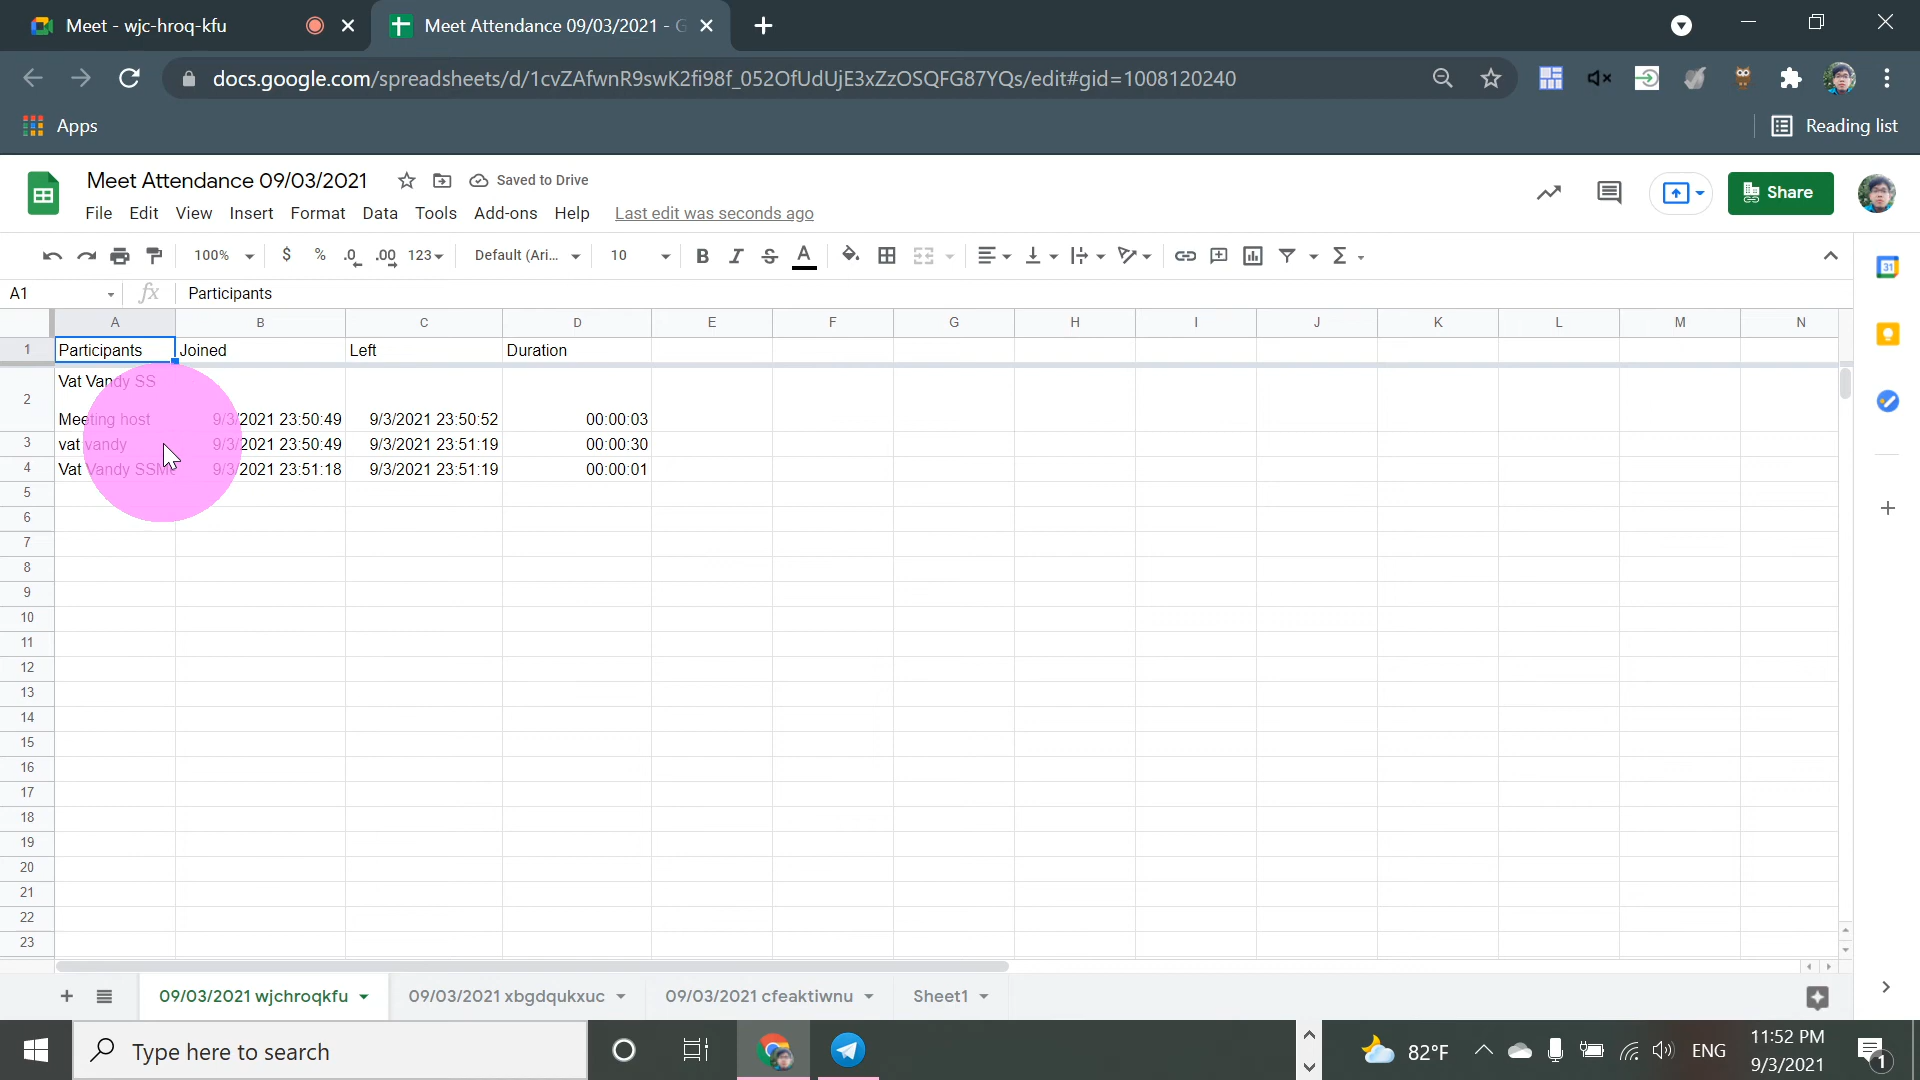 Meet - wjc-hroq-kfu
Meet Attendance 09/03/2021 - G
docs.google.com/spreadsheets/d/1cvZAfwnR9swK2fi98f_052OfUdUjE3xZzOSQFG87YQs/edit#gid=1008120240
Apps
Reading list
Meet Attendance 09/03/2021
Saved to Drive
File Edit View Insert Format Data Tools Add-ons Help Last edit was seconds ago
Share
100% $ % .0 .00 123 Default (Ari... 10 B I S A
31
A1 fx Participants
A B C D E F G H I J K L M N
1 Participants Joined Left Duration
2 Vat Vandy SS
Meeting host 9/3/2021 23:50:49 9/3/2021 23:50:52 00:00:03
3 vat vandy 9/3/2021 23:50:49 9/3/2021 23:51:19 00:00:30
4 Vat Vandy SSMe 9/3/2021 23:51:18 9/3/2021 23:51:19 00:00:01
5
6
7
8
9
10
11
12
13
14
15
16
17
18
19
20
21
22
23
09/03/2021 wjchroqkfu 09/03/2021 xbgdqukxuc 09/03/2021 cfeaktiwnu Sheet1
Type here to search
82°F
ENG
11:52 PM
9/3/2021
1